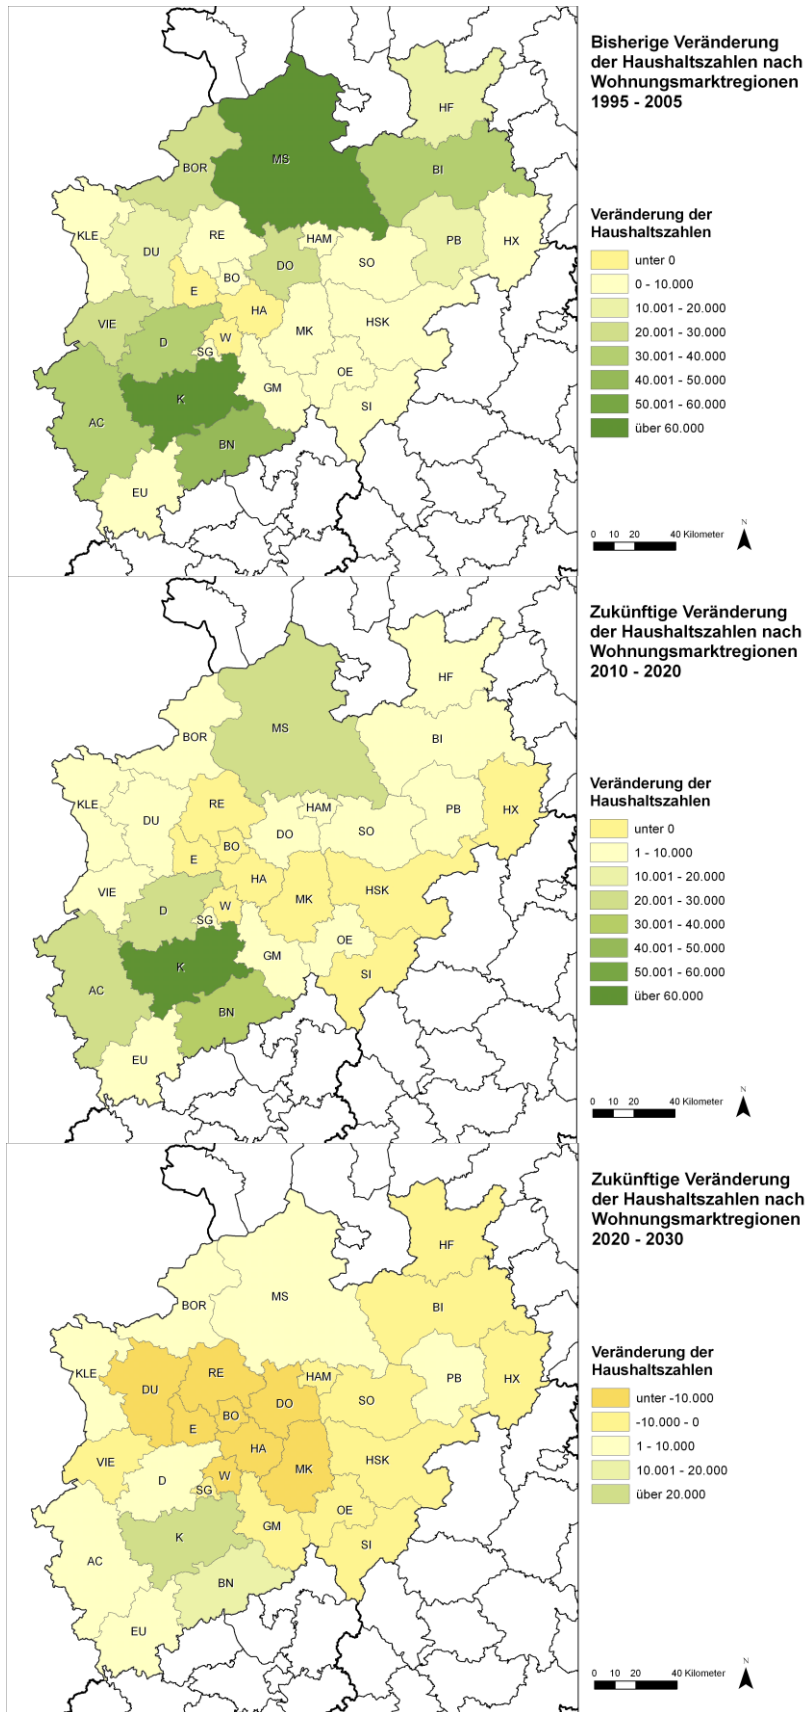 Bisherige Veränderung
der Haushaltszahlen nach
Wohnungsmarktregionen
1995 - 2005
HF
MS
BOR
BI
KLE
RE
HAM
DU
PB
HX
DO
SO
BO
E
HA
VIE
HSK
W
MK
D
SG
OE
GM
K
SI
AC
BN
EU
Veränderung der
Haushaltszahlen
unter 0
0 - 10.000
10.001 - 20.000
20.001 - 30.000
30.001 - 40.000
40.001 - 50.000
50.001 - 60.000
über 60.000
0 10 20 40 Kilometer
N
Zukünftige Veränderung
der Haushaltszahlen nach
Wohnungsmarktregionen
2010 - 2020
HF
MS
BOR
BI
KLE
RE
HAM
DU
PB
HX
DO
SO
BO
E
HA
VIE
HSK
W
MK
D
SG
OE
GM
K
SI
AC
BN
EU
Veränderung der
Haushaltszahlen
unter 0
1 - 10.000
10.001 - 20.000
20.001 - 30.000
30.001 - 40.000
40.001 - 50.000
50.001 - 60.000
über 60.000
0 10 20 40 Kilometer
N
Zukünftige Veränderung
der Haushaltszahlen nach
Wohnungsmarktregionen
2020 - 2030
HF
MS
BOR
BI
KLE
RE
HAM
DU
PB
HX
DO
SO
BO
E
HA
VIE
HSK
W
MK
D
SG
OE
GM
K
SI
AC
BN
EU
Veränderung der
Haushaltszahlen
unter -10.000
-10.000 - 0
1 - 10.000
10.001 - 20.000
über 20.000
0 10 20 40 Kilometer
N